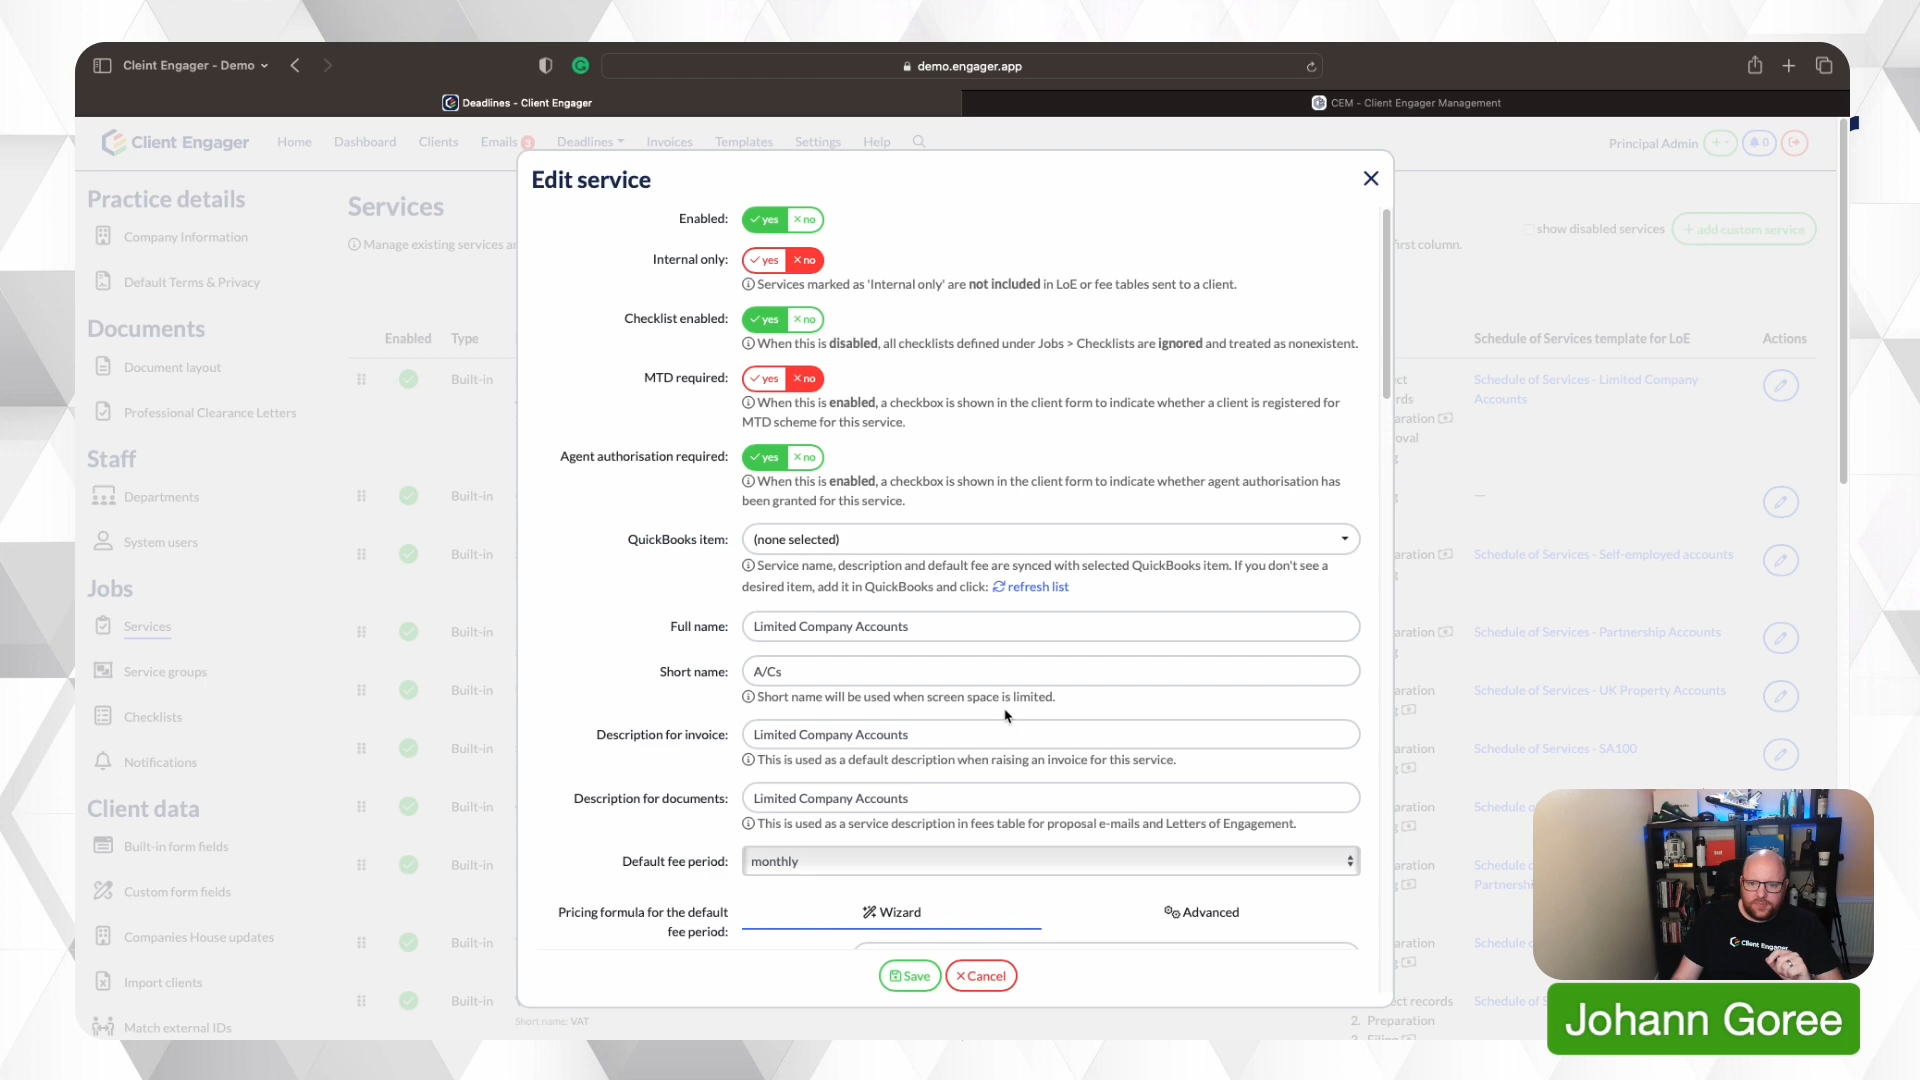 Cleint Engager - Demo
demo.engager.app
Deadlines - Client Engager
CEM - Client Engager Management
Client Engager
Home
Dashboard
Clients
Emails 3
Deadlines
Invoices
Templates
Settings
Help
Principal Admin
0
Practice details
Company Information
Default Terms & Privacy
Documents
Document layout
Professional Clearance Letters
Staff
Departments
System users
Jobs
Services
Service groups
Checklists
Notifications
Client data
Built-in form fields
Custom form fields
Companies House updates
Import clients
Match external IDs
Services
Manage existing services
irst column.
show disabled services
+ add custom service
Enabled
Type
Schedule of Services template for LoE
Actions
Built-in
Built-in
Built-in
Built-in
Built-in
Built-in
Built-in
Built-in
Built-in
Built-in
Short name: VAT
Edit service
Enabled: yes no
Internal only: yes no
Services marked as 'Internal only' are not included in LoE or fee tables sent to a client.
Checklist enabled: yes no
When this is disabled, all checklists defined under Jobs > Checklists are ignored and treated as nonexistent.
MTD required: yes no
When this is enabled, a checkbox is shown in the client form to indicate whether a client is registered for
MTD scheme for this service.
Agent authorisation required: yes no
When this is enabled, a checkbox is shown in the client form to indicate whether agent authorisation has
been granted for this service.
QuickBooks item: (none selected)
Service name, description and default fee are synced with selected QuickBooks item. If you don't see a
desired item, add it in QuickBooks and click: refresh list
Full name: Limited Company Accounts
Short name: A/Cs
Short name will be used when screen space is limited.
Description for invoice: Limited Company Accounts
This is used as a default description when raising an invoice for this service.
Description for documents: Limited Company Accounts
This is used as a service description in fees table for proposal e-mails and Letters of Engagement.
Default fee period: monthly
Pricing formula for the default
fee period:
Wizard
Advanced
Save
Cancel
Schedule of Services - Limited Company
Accounts
—
Schedule of Services - Self-employed accounts
Schedule of Services - Partnership Accounts
Schedule of Services - UK Property Accounts
Schedule of Services - SA100
Schedule
Schedule
Partnersh
Schedule
Schedule of
ect records
2. Preparation
Client Engager
Johann Goree